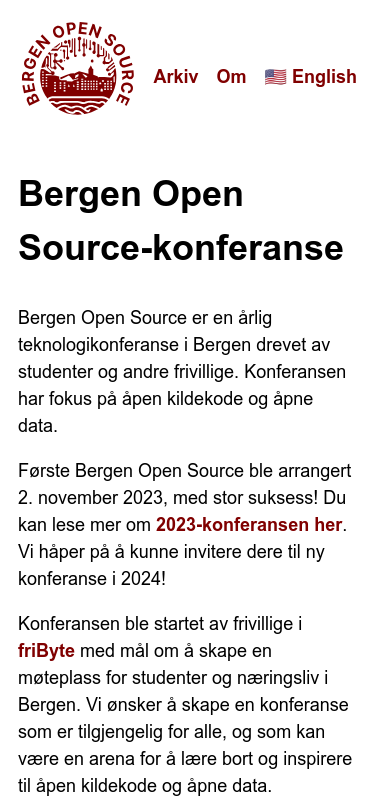 BERGEN OPEN SOURCE
Arkiv Om 🇺🇸 English
Bergen Open
Source-konferanse
Bergen Open Source er en årlig
teknologikonferanse i Bergen drevet av
studenter og andre frivillige. Konferansen
har fokus på åpen kildekode og åpne
data.
Første Bergen Open Source ble arrangert
2. november 2023, med stor suksess! Du
kan lese mer om 2023-konferansen her.
Vi håper på å kunne invitere dere til ny
konferanse i 2024!
Konferansen ble startet av frivillige i
friByte med mål om å skape en
møteplass for studenter og næringsliv i
Bergen. Vi ønsker å skape en konferanse
som er tilgjengelig for alle, og som kan
være en arena for å lære bort og inspirere
til åpen kildekode og åpne data.